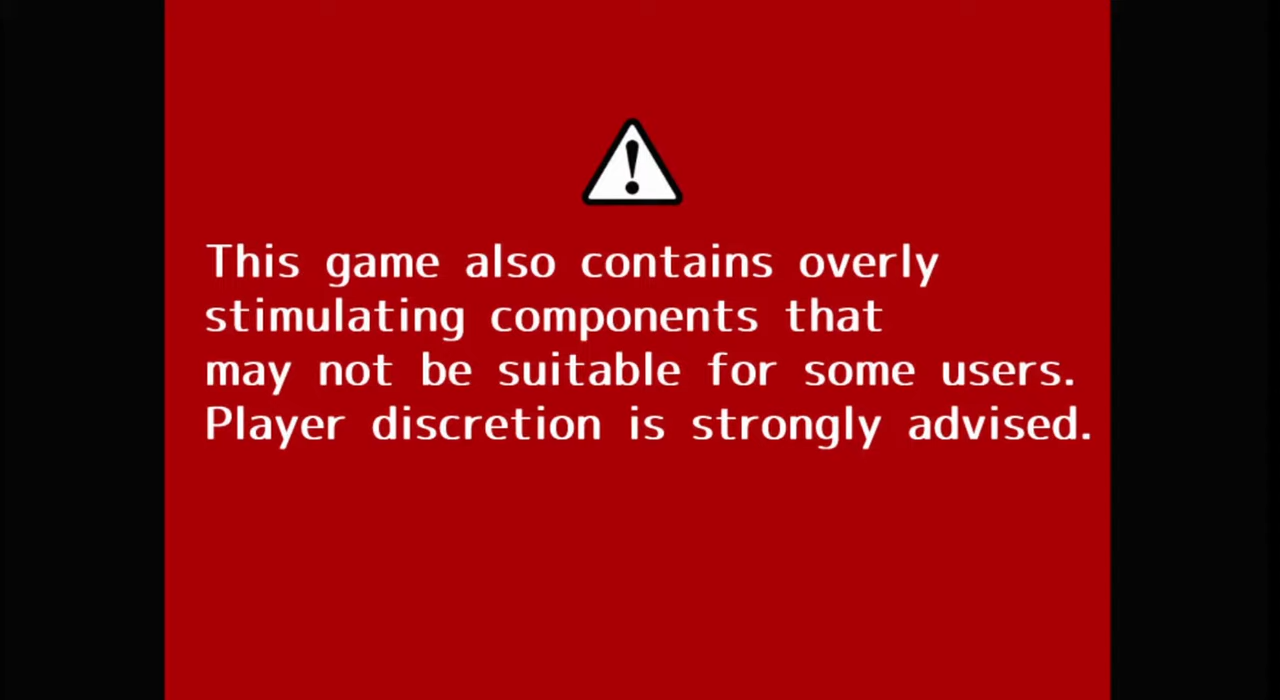 This game also contains overly
stimulating components that
may not be suitable for some users.
Player discretion is strongly advised.